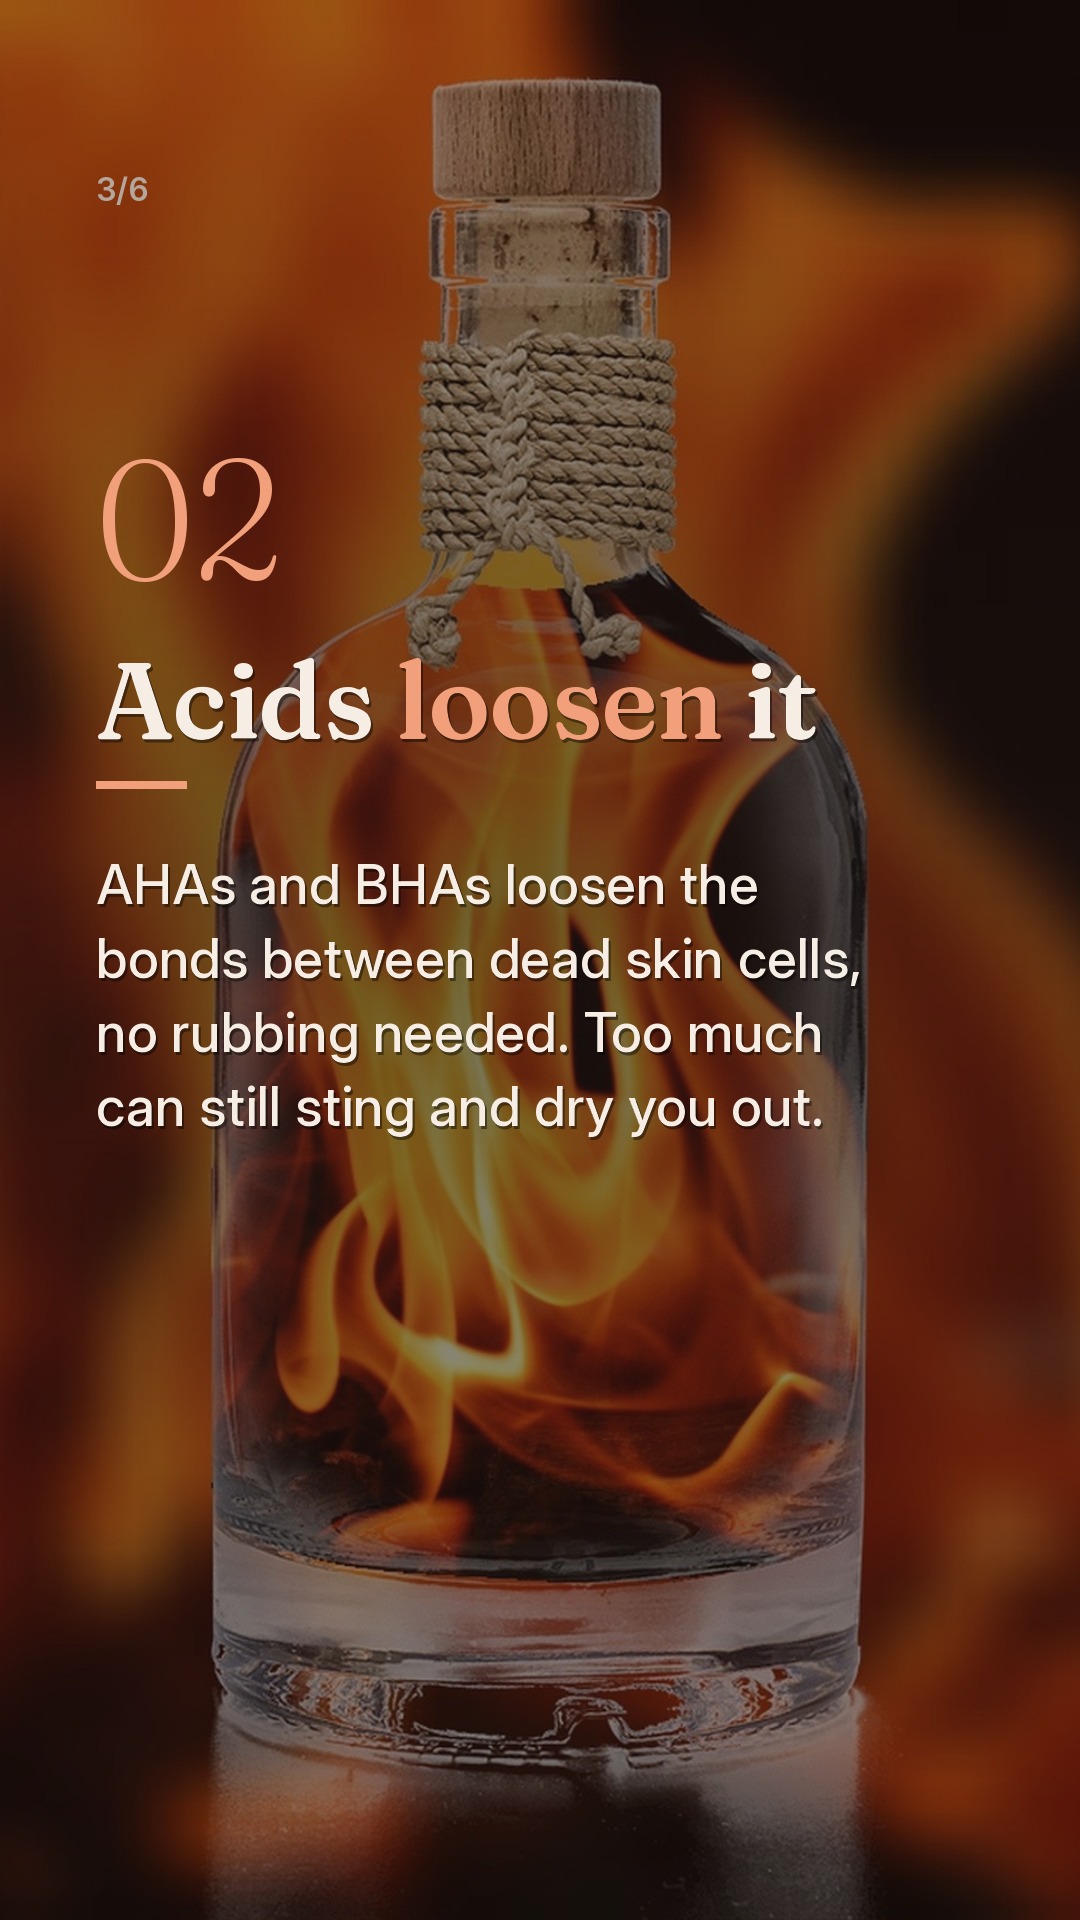 3/6
02
Acids loosen it
AHAs and BHAs loosen the
bonds between dead skin cells,
no rubbing needed. Too much
can still sting and dry you out.